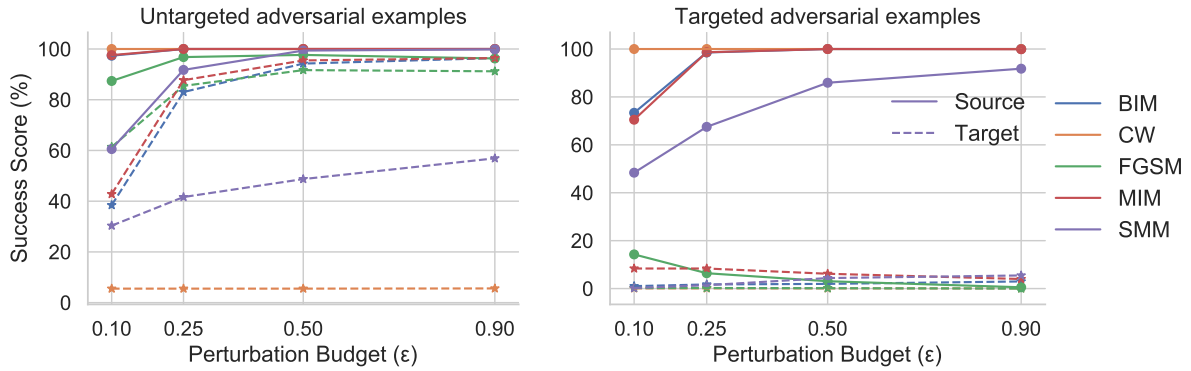 Untargeted adversarial examples
Success Score (%)
100
80
60
40
20
0
0.10 0.25 0.50 0.90
Perturbation Budget (ε)
Targeted adversarial examples
100
80
60
40
20
0
0.10 0.25 0.50 0.90
Perturbation Budget (ε)
Source
Target
BIM
CW
FGSM
MIM
SMM